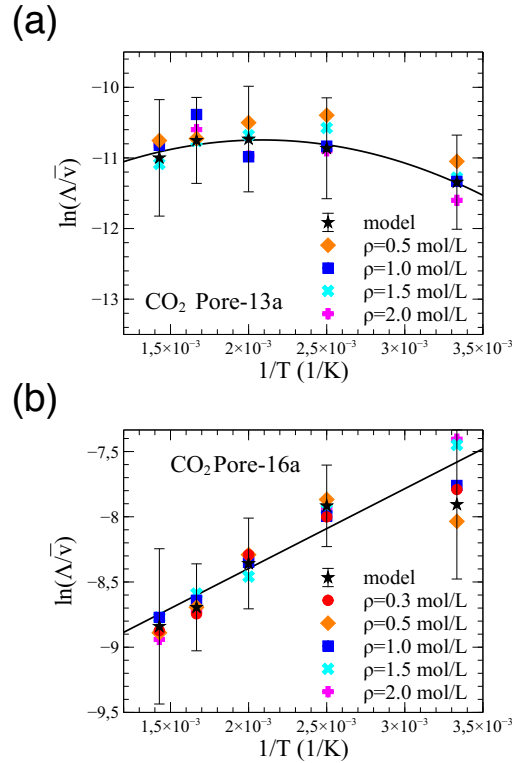 (a)
−10
−11
−12
−13
ln(Λ/v̅)
model
ρ=0.5 mol/L
ρ=1.0 mol/L
ρ=1.5 mol/L
ρ=2.0 mol/L
CO₂ Pore-13a
1,5×10⁻³ 2×10⁻³ 2,5×10⁻³ 3×10⁻³ 3,5×10⁻³
1/T (1/K)
(b)
−7,5
−8
−8,5
−9
−9,5
ln(Λ/v̅)
CO₂Pore-16a
model
ρ=0.3 mol/L
ρ=0.5 mol/L
ρ=1.0 mol/L
ρ=1.5 mol/L
ρ=2.0 mol/L
1,5×10⁻³ 2×10⁻³ 2,5×10⁻³ 3×10⁻³ 3,5×10⁻³
1/T (1/K)